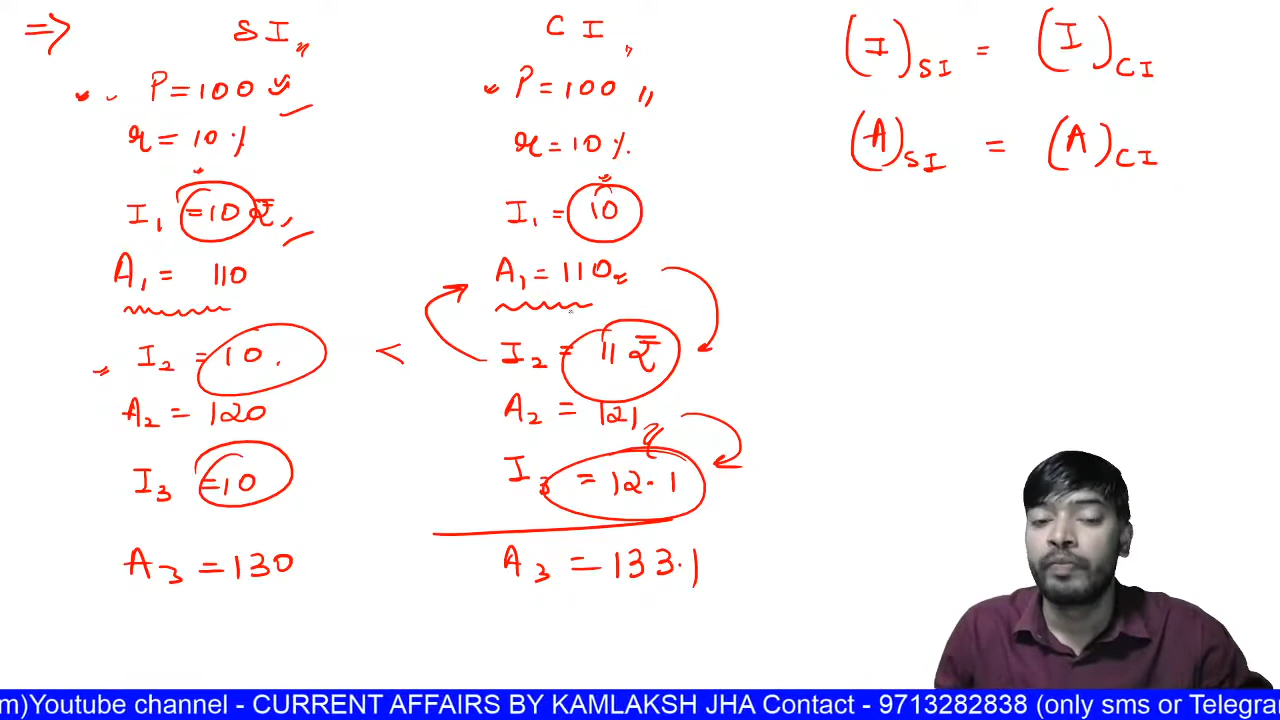 ⇒ SI, CI,
P = 100 P = 100 "
r = 10 % r = 10 %
I₁ = 10 ₹, I₁ = 10
A₁ = 110 A₁ = 110
I₂ = 10. < I₂ = 11 ₹
A₂ = 120 A₂ = 121
I₃ = 10 I₃ = 12.1
A₃ = 130 A₃ = 133.1
(I)SI = (I)CI
(A)SI = (A)CI
m)Youtube channel - CURRENT AFFAIRS BY KAMLAKSH JHA Contact - 9713282838 (only sms or Telegra